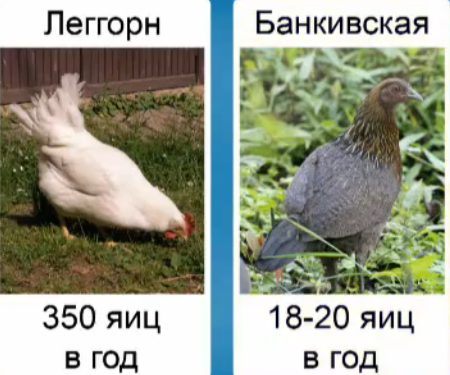 Леггорн
350 яиц
в год
Банкивская
18-20 яиц
в год